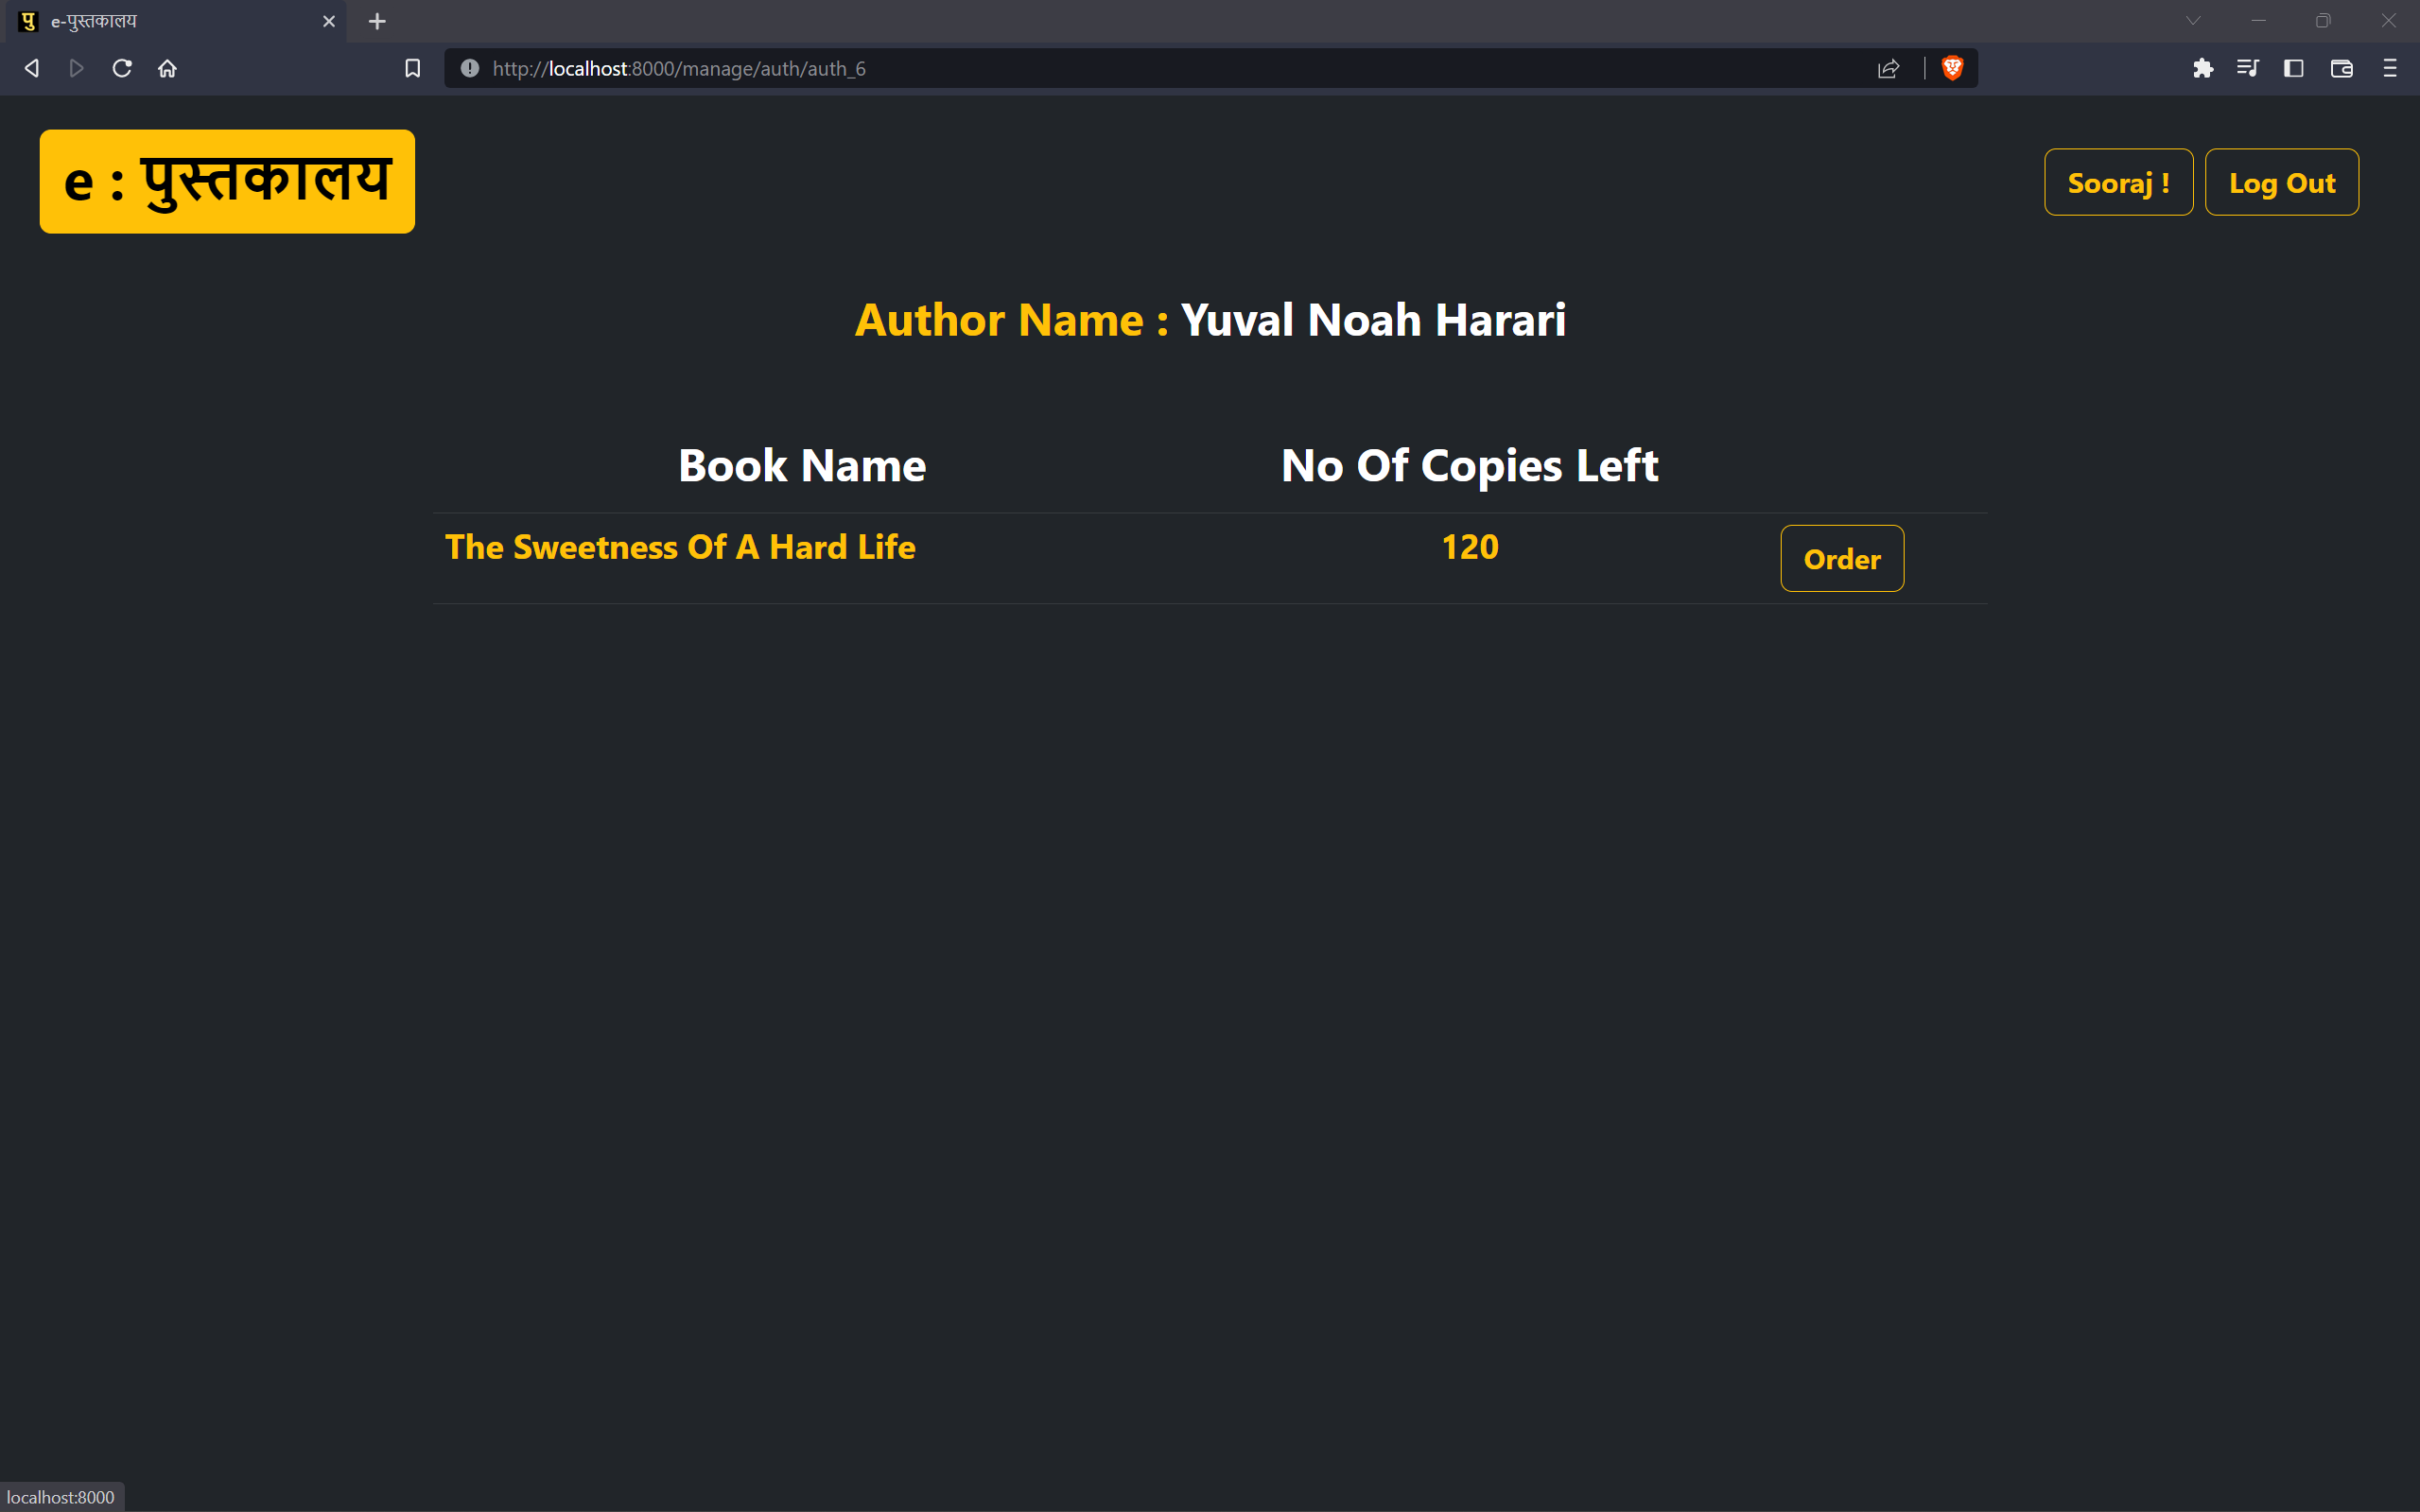 e-पुस्तकालय
http://localhost:8000/manage/auth/auth_6
e : पुस्तकालय
Sooraj !
Log Out
Author Name : Yuval Noah Harari
Book Name
No Of Copies Left
The Sweetness Of A Hard Life
120
Order
localhost:8000